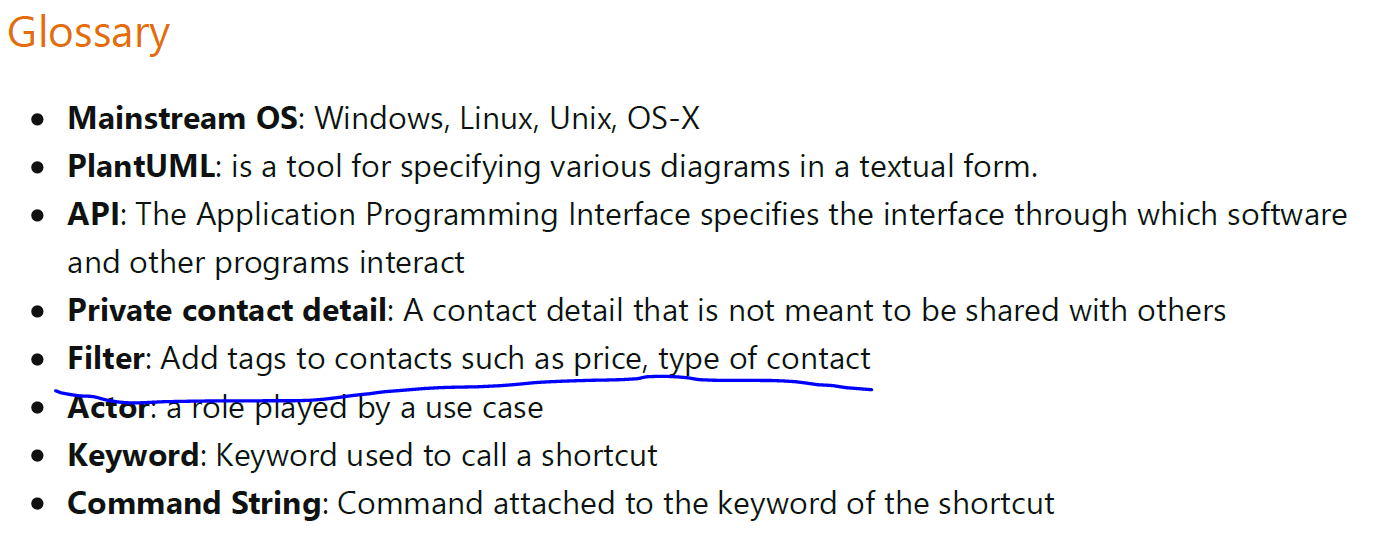 Glossary
Mainstream OS: Windows, Linux, Unix, OS-X
PlantUML: is a tool for specifying various diagrams in a textual form.
API: The Application Programming Interface specifies the interface through which software
and other programs interact
Private contact detail: A contact detail that is not meant to be shared with others
Filter: Add tags to contacts such as price, type of contact
Actor: a role played by a use case
Keyword: Keyword used to call a shortcut
Command String: Command attached to the keyword of the shortcut